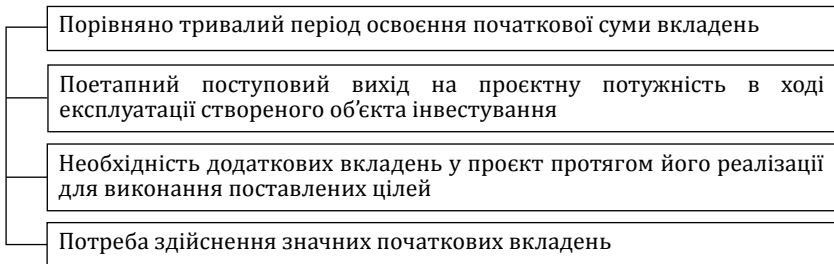 Порівняно тривалий період освоєння початкової суми вкладень
Поетапний поступовий вихід на проєктну потужність в ході
експлуатації створеного об’єкта інвестування
Необхідність додаткових вкладень у проєкт протягом його реалізації
для виконання поставлених цілей
Потреба здійснення значних початкових вкладень